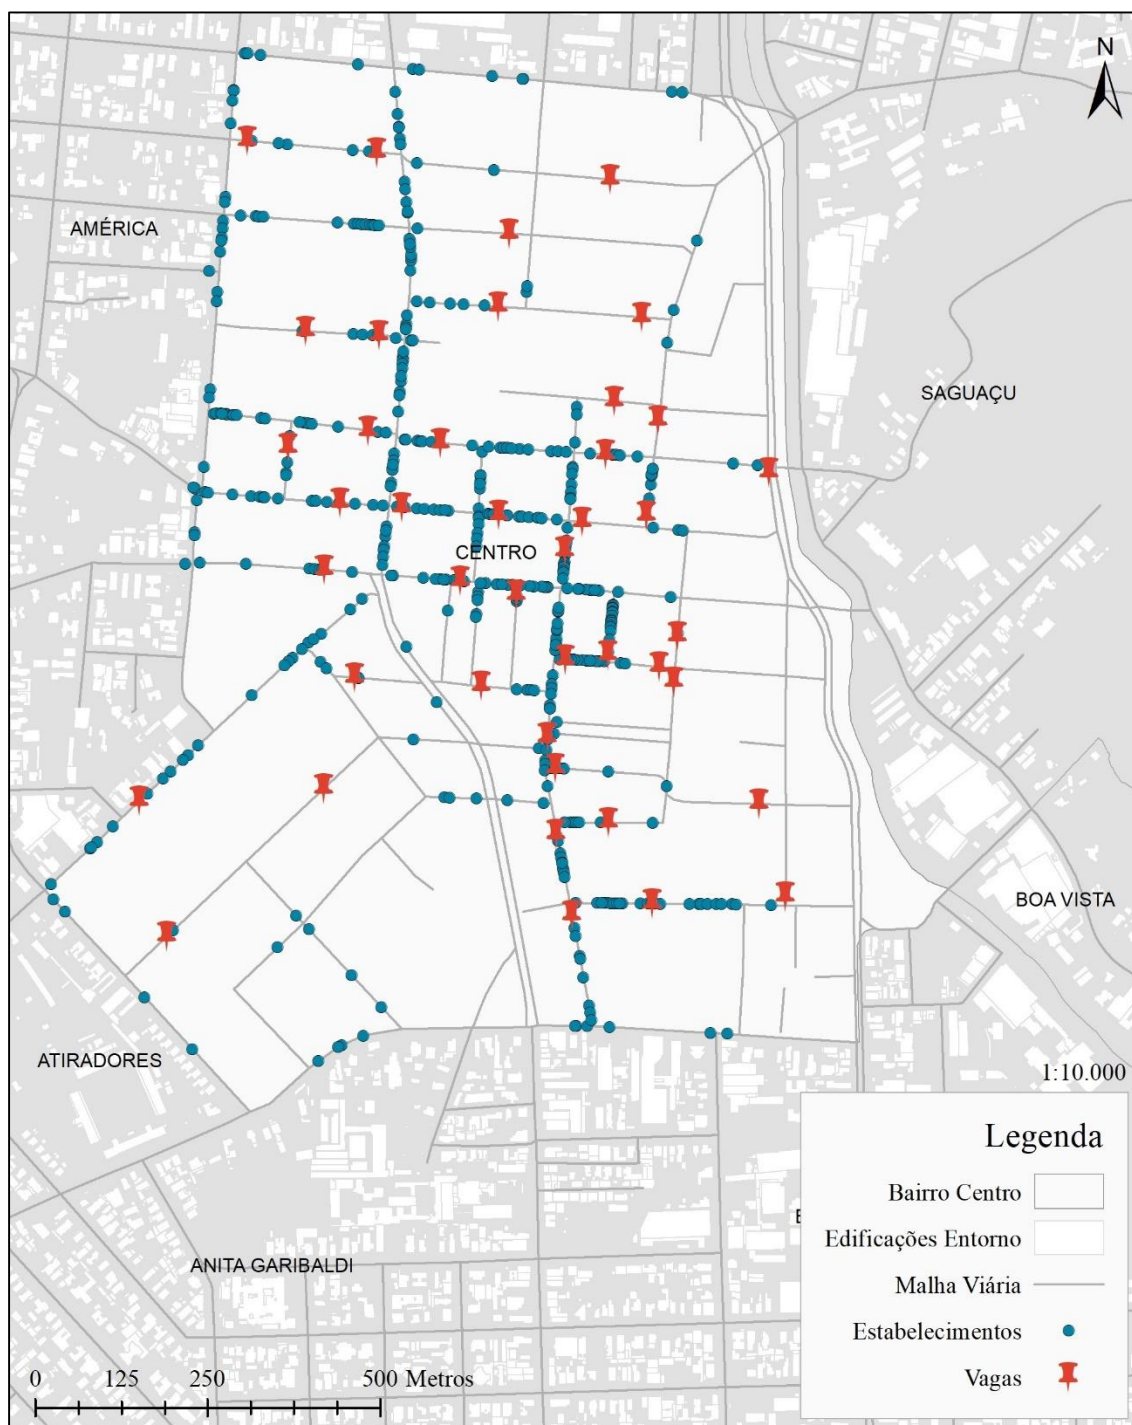 N
AMÉRICA
SAGUAÇU
CENTRO
BOA VISTA
ATIRADORES
1:10.000
Legenda
Bairro Centro
Edificações Entorno
Malha Viária
Estabelecimentos
Vagas
ANITA GARIBALDI
0 125 250 500 Metros